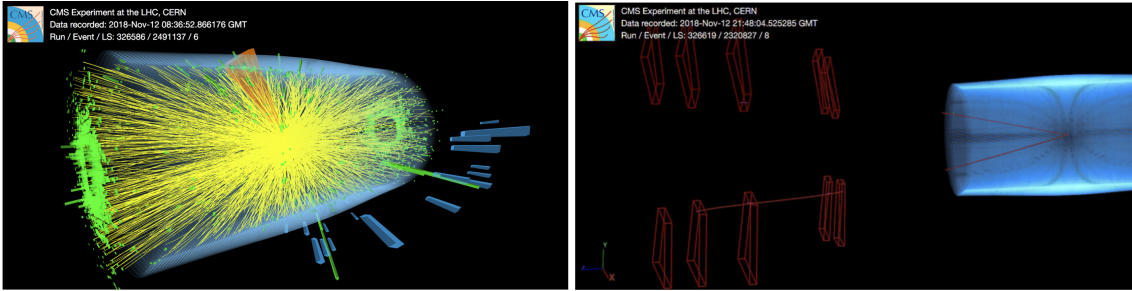 CMS
CMS Experiment at the LHC, CERN
Data recorded: 2018-Nov-12 08:36:52.866176 GMT
Run / Event / LS: 326586 / 2491137 / 6
CMS
CMS Experiment at the LHC, CERN
Data recorded: 2018-Nov-12 21:48:04.525285 GMT
Run / Event / LS: 326619 / 2320827 / 8
Y
X